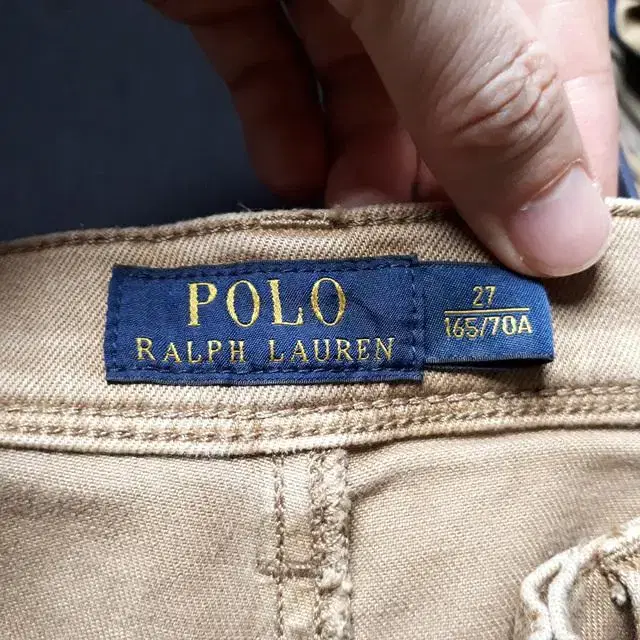 POLO
RALPH LAUREN
27
165/70A